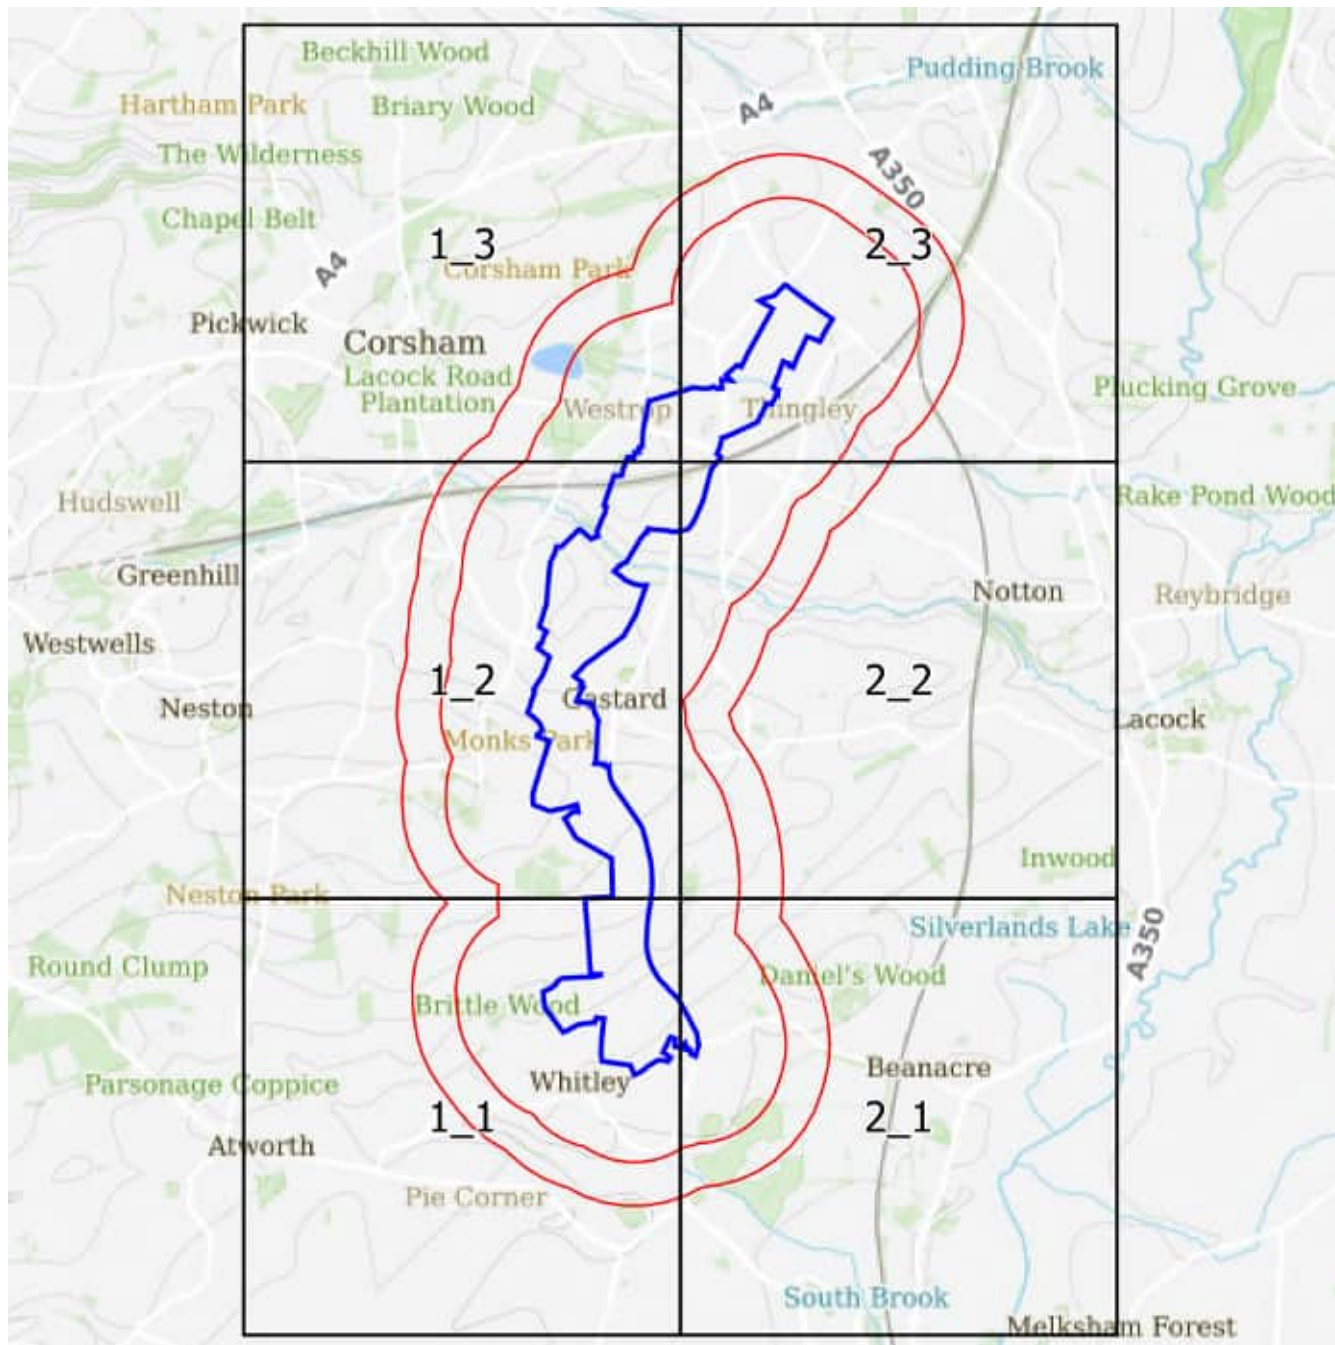 Beckhill Wood
Pudding Brook
Hartham Park
Briary Wood
A4
The Wilderness
A350
Chapel Belt
1_3
2_3
A4
Corsham Park
Pickwick
Corsham
Lacock Road
Plantation
Plucking Grove
Westrop
Thingley
Hudswell
Rake Pond Wood
Greenhill
Notton
Reybridge
Westwells
1_2
2_2
Gastard
Neston
Lacock
Monks Park
Inwood
Neston Park
Silverlands Lake
A350
Round Clump
Daniel's Wood
Brittle Wood
Beanacre
Whitley
Parsonage Coppice
1_1
2_1
Atworth
Pie Corner
South Brook
Melksham Forest